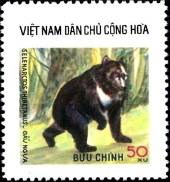 VIỆT NAM DÂN CHỦ CỘNG HÒA
SELENARCTOS THIBETANUS, GẤU NGỰA
50
XU
BƯU CHÍNH